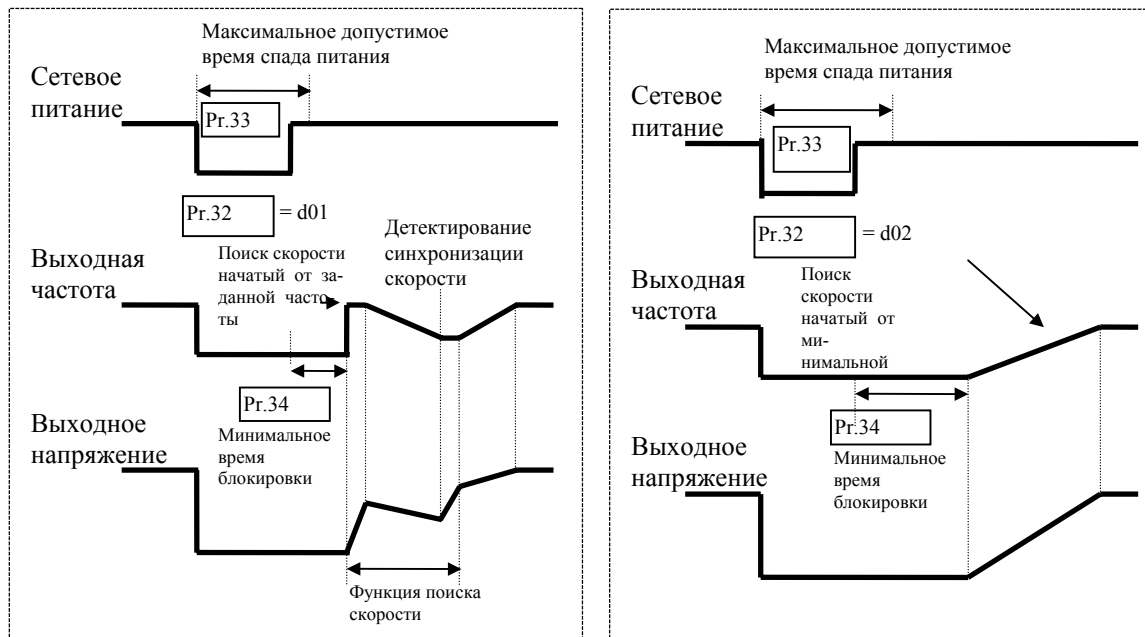 Максимальное допустимое
время спада питания
Сетевое
питание
Pr.33
Pr.32
= d01
Детектирование
синхронизации
скорости
Выходная
частота
Поиск скорости
начатый от за-
данной часто-
ты
Pr.34
Выходное
напряжение
Минимальное
время
блокировки
Функция поиска
скорости
Максимальное допустимое
время спада питания
Сетевое
питание
Pr.33
Pr.32
= d02
Выходная
частота
Поиск
скорости
начатый от
ми-
нимальной
Pr.34
Выходное
напряжение
Минимальное
время
блокировки